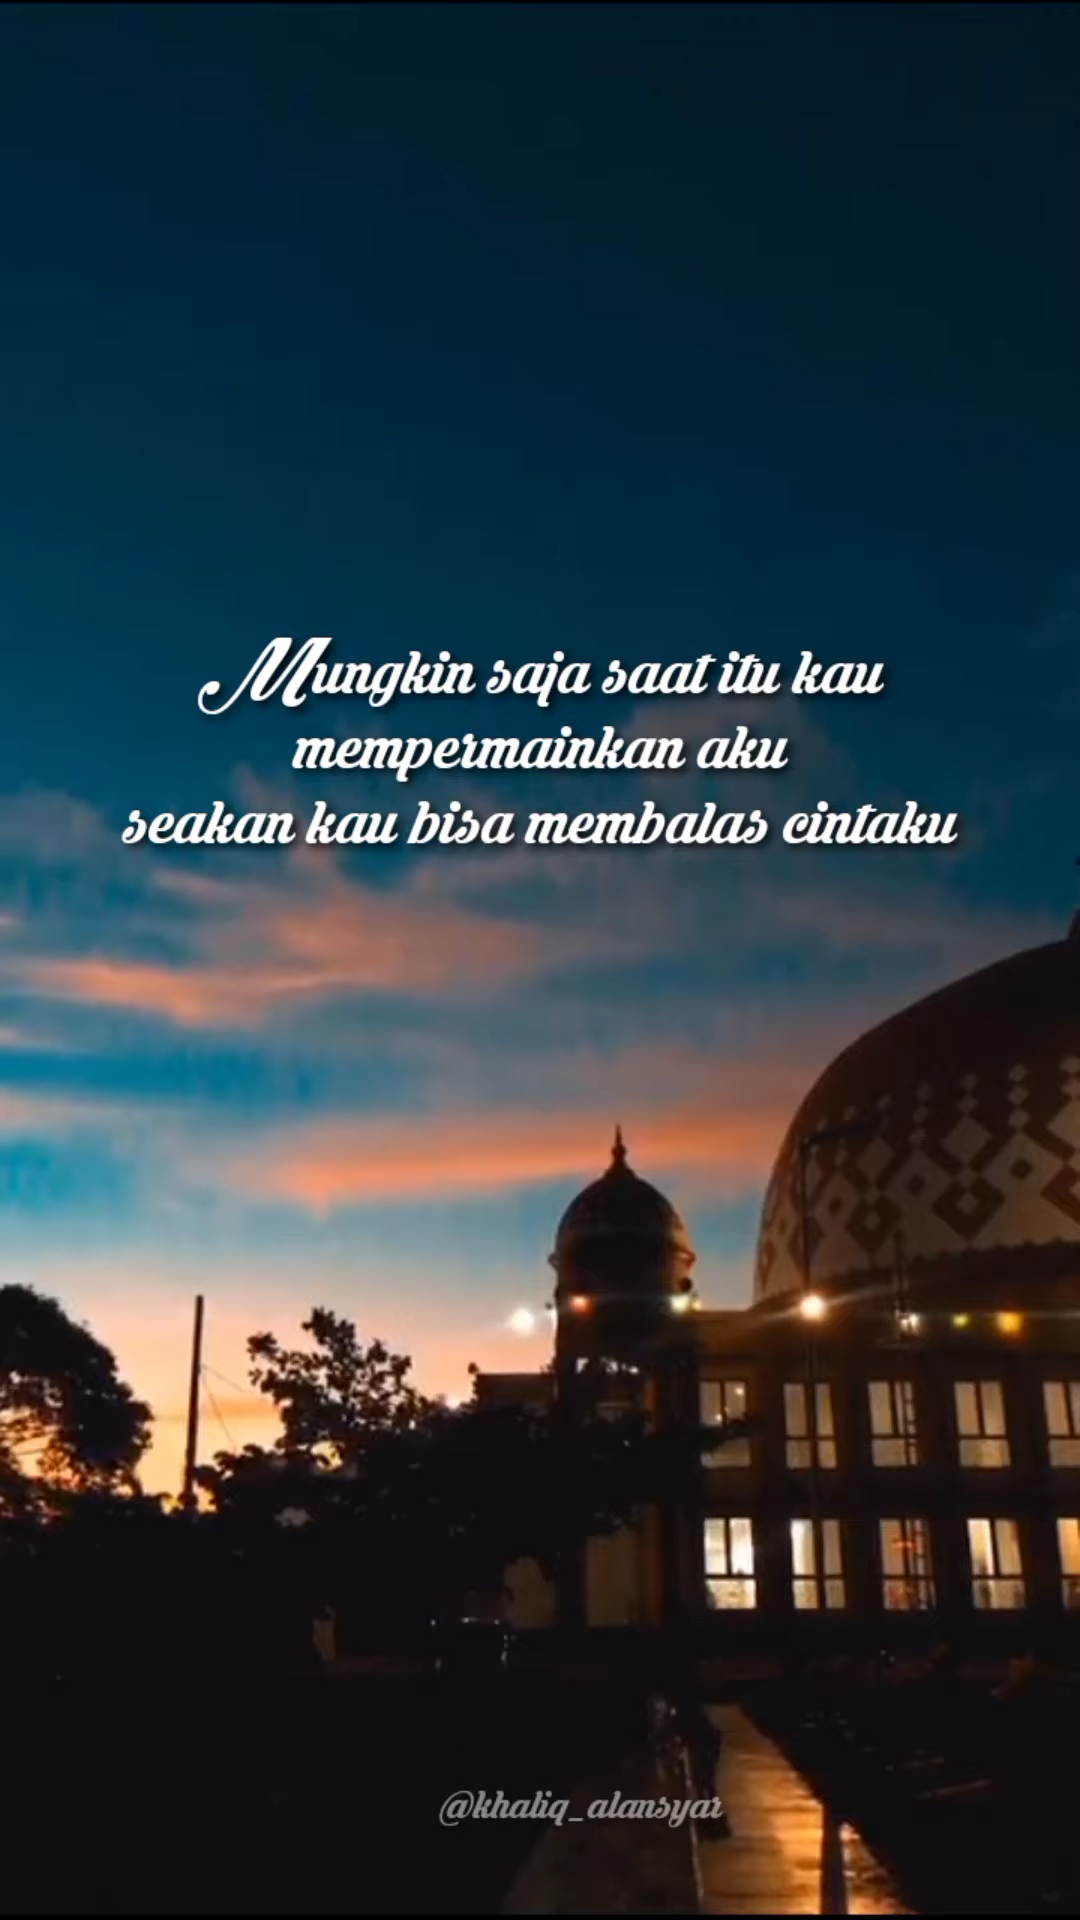 Mungkin saja saat itu kau
mempermainkan aku
seakan kau bisa membalas cintaku
@khaliq_alansyar